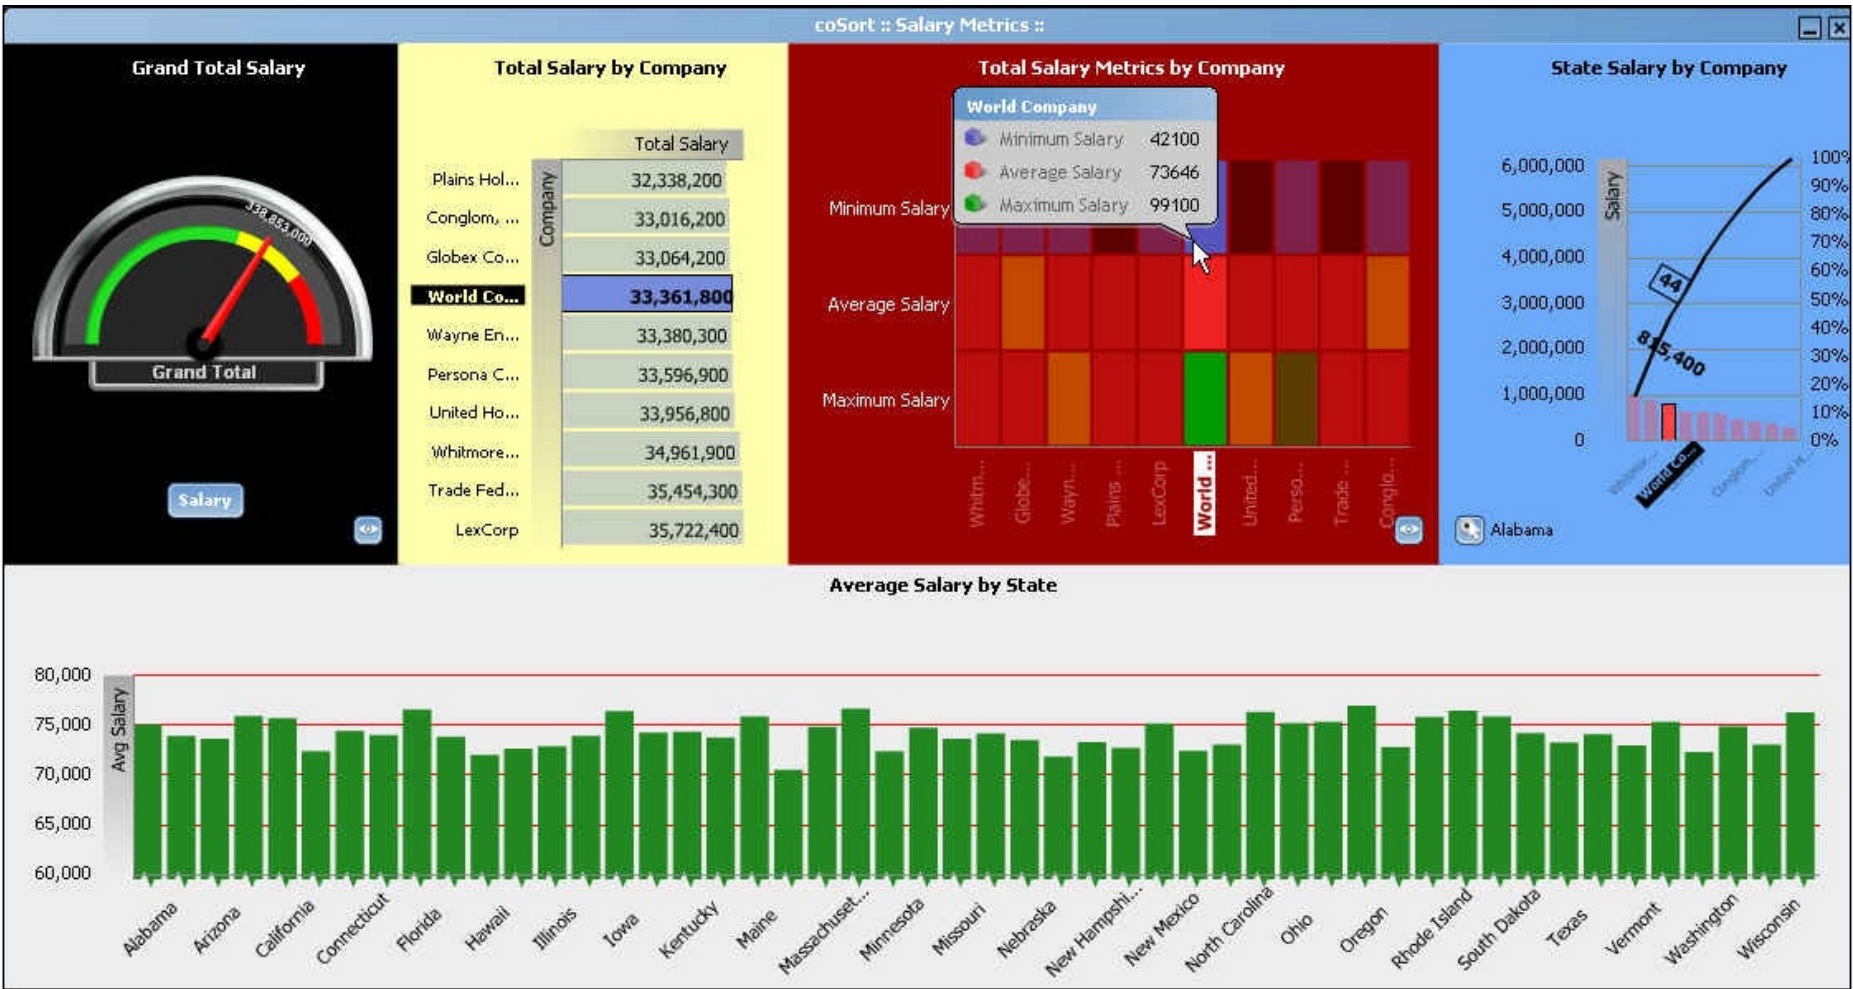 coSort :: Salary Metrics ::
Grand Total Salary
338,853,000
Grand Total
Salary
Total Salary by Company
Total Salary
Company
Plains Hol... 32,338,200
Conglom, ... 33,016,200
Globex Co... 33,064,200
World Co... 33,361,800
Wayne En... 33,380,300
Persona C... 33,596,900
United Ho... 33,956,800
Whitmore... 34,961,900
Trade Fed... 35,454,300
LexCorp 35,722,400
Total Salary Metrics by Company
World Company
Minimum Salary 42100
Average Salary 73646
Maximum Salary 99100
Minimum Salary
Average Salary
Maximum Salary
Whitm...
Globe...
Wayn...
Plains ...
LexCorp
World ...
United...
Perso...
Trade ...
Conglo...
State Salary by Company
Salary
6,000,000
5,000,000
4,000,000
3,000,000
2,000,000
1,000,000
0
100%
90%
80%
70%
60%
50%
40%
30%
20%
10%
0%
44
815,400
World Co...
Conglom,...
United H...
Alabama
Average Salary by State
Avg Salary
80,000
75,000
70,000
65,000
60,000
Alabama
Arizona
California
Connecticut
Florida
Hawaii
Illinois
Iowa
Kentucky
Maine
Massachuset...
Minnesota
Missouri
Nebraska
New Hampshi...
New Mexico
North Carolina
Ohio
Oregon
Rhode Island
South Dakota
Texas
Vermont
Washington
Wisconsin